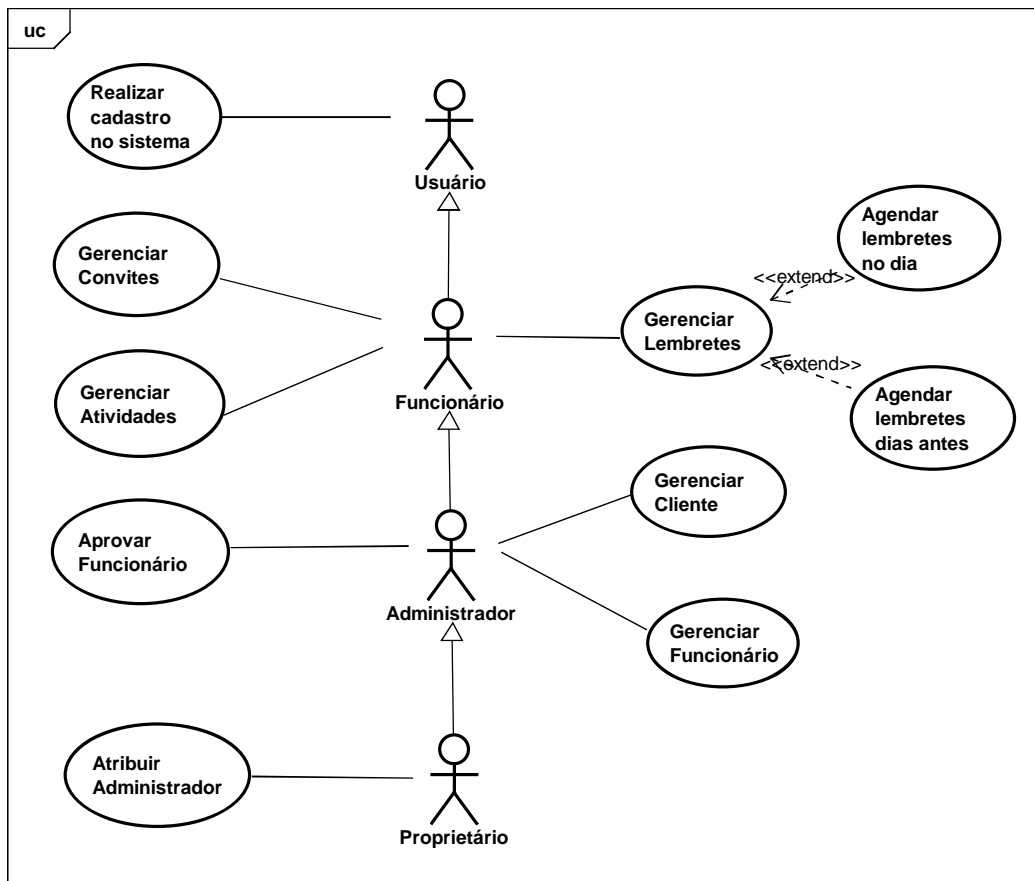 uc
Realizar
cadastro
no sistema
Usuário
Gerenciar
Convites
Agendar
lembretes
no dia
<<extend>>
Gerenciar
Lembretes
<<extend>>
Gerenciar
Atividades
Funcionário
Agendar
lembretes
dias antes
Gerenciar
Cliente
Aprovar
Funcionário
Administrador
Gerenciar
Funcionário
Atribuir
Administrador
Proprietário